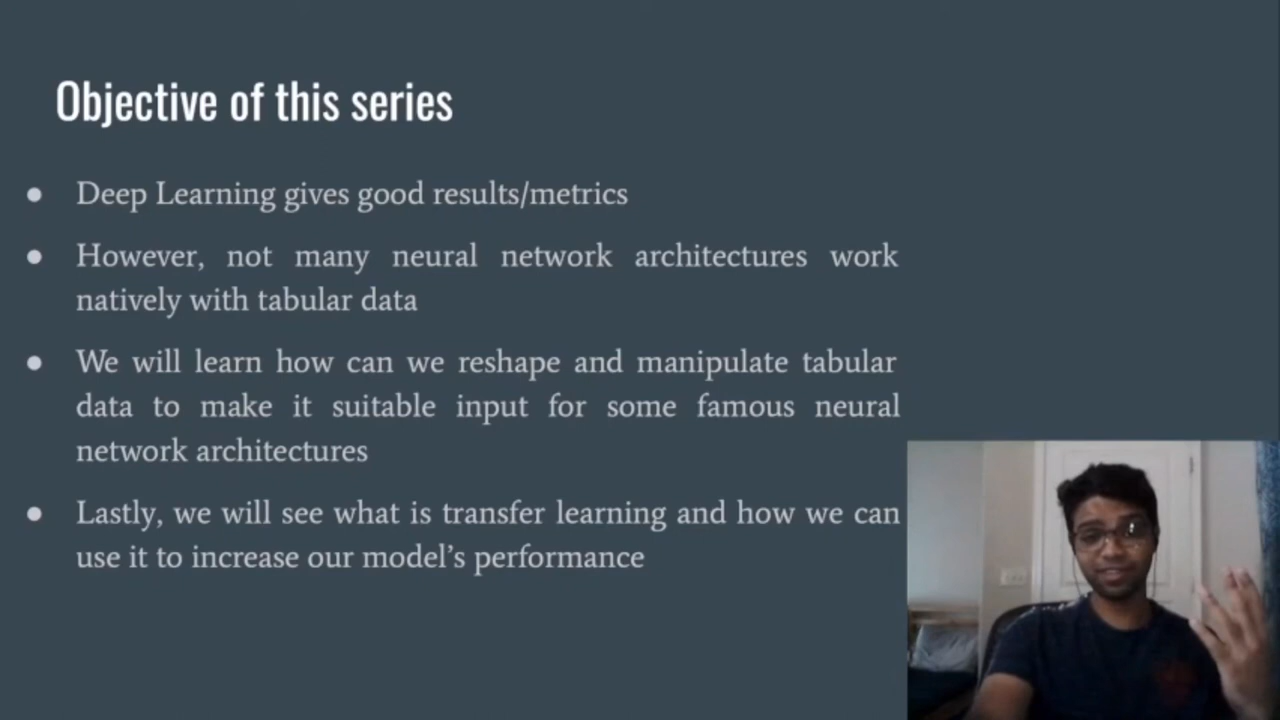 Objective of this series
● Deep Learning gives good results/metrics
● However, not many neural network architectures work
natively with tabular data
● We will learn how can we reshape and manipulate tabular
data to make it suitable input for some famous neural
network architectures
● Lastly, we will see what is transfer learning and how we can
use it to increase our model’s performance